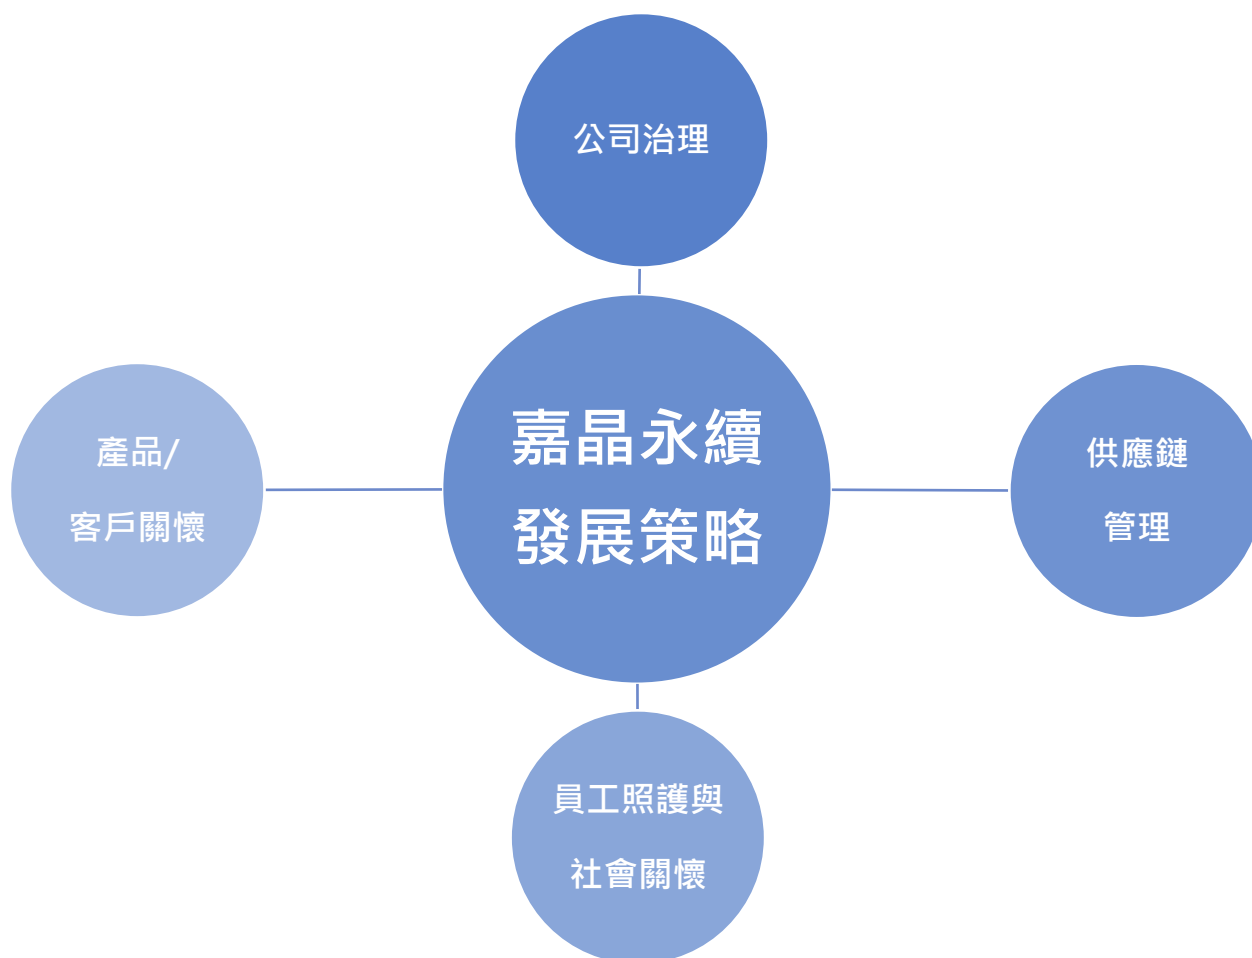 公司治理
嘉晶永續
發展策略
產品/
客戶關懷
供應鏈
管理
員工照護與
社會關懷